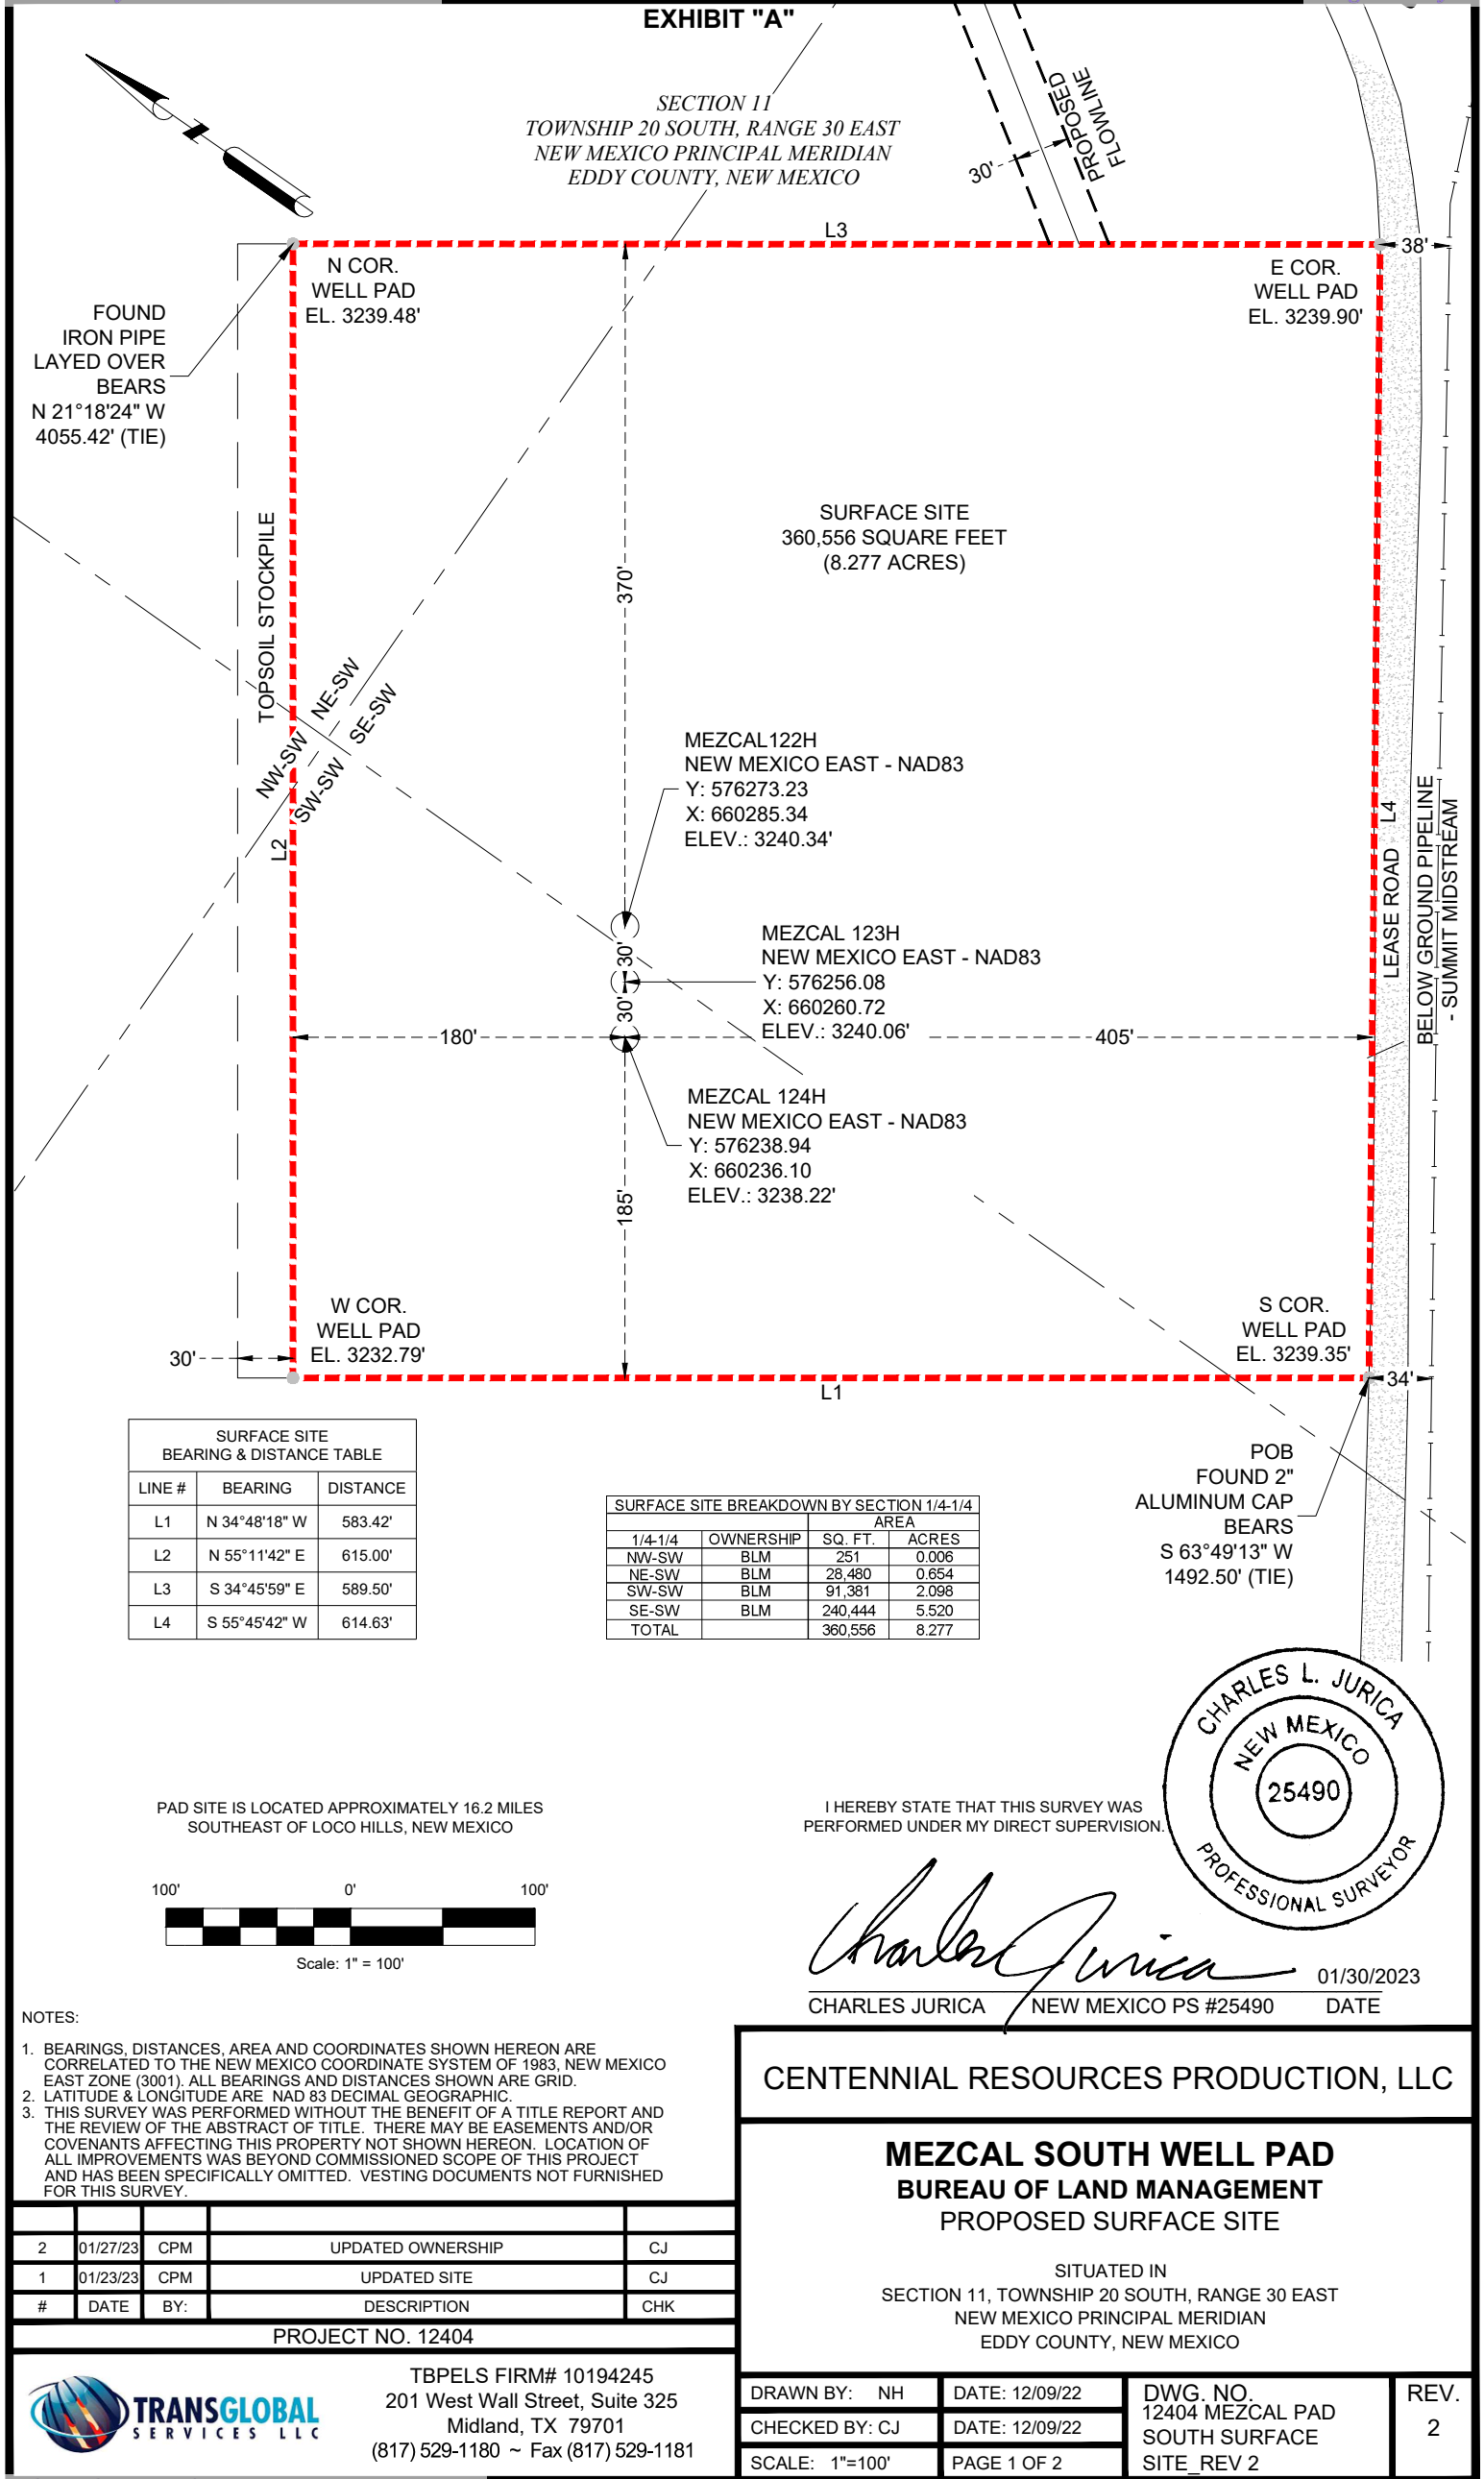 EXHIBIT "A"
SECTION 11
TOWNSHIP 20 SOUTH, RANGE 30 EAST
NEW MEXICO PRINCIPAL MERIDIAN
EDDY COUNTY, NEW MEXICO
PROPOSED
FLOWLINE
30'
L3
38'
N COR.
WELL PAD
EL. 3239.48'
E COR.
WELL PAD
EL. 3239.90'
FOUND
IRON PIPE
LAYED OVER
BEARS
N 21°18'24" W
4055.42' (TIE)
TOPSOIL STOCKPILE
370'
SURFACE SITE
360,556 SQUARE FEET
(8.277 ACRES)
NE-SW
SE-SW
NW-SW
SW-SW
L2
MEZCAL122H
NEW MEXICO EAST - NAD83
Y: 576273.23
X: 660285.34
ELEV.: 3240.34'
30'
30'
MEZCAL 123H
NEW MEXICO EAST - NAD83
Y: 576256.08
X: 660260.72
ELEV.: 3240.06'
180'
405'
MEZCAL 124H
NEW MEXICO EAST - NAD83
Y: 576238.94
X: 660236.10
ELEV.: 3238.22'
185'
LEASE ROAD
L4
BELOW GROUND PIPELINE
- SUMMIT MIDSTREAM
W COR.
WELL PAD
EL. 3232.79'
30'
S COR.
WELL PAD
EL. 3239.35'
34'
L1
POB
FOUND 2"
ALUMINUM CAP
BEARS
S 63°49'13" W
1492.50' (TIE)
SURFACE SITE
BEARING & DISTANCE TABLE
LINE # BEARING DISTANCE
L1 N 34°48'18" W 583.42'
L2 N 55°11'42" E 615.00'
L3 S 34°45'59" E 589.50'
L4 S 55°45'42" W 614.63'
SURFACE SITE BREAKDOWN BY SECTION 1/4-1/4
AREA
1/4-1/4 OWNERSHIP SQ. FT. ACRES
NW-SW BLM 251 0.006
NE-SW BLM 28,480 0.654
SW-SW BLM 91,381 2.098
SE-SW BLM 240,444 5.520
TOTAL 360,556 8.277
CHARLES L. JURICA
NEW MEXICO
25490
PROFESSIONAL SURVEYOR
PAD SITE IS LOCATED APPROXIMATELY 16.2 MILES
SOUTHEAST OF LOCO HILLS, NEW MEXICO
100' 0' 100'
Scale: 1" = 100'
I HEREBY STATE THAT THIS SURVEY WAS
PERFORMED UNDER MY DIRECT SUPERVISION.
Charles Jurica
01/30/2023
CHARLES JURICA NEW MEXICO PS #25490 DATE
NOTES:
1. BEARINGS, DISTANCES, AREA AND COORDINATES SHOWN HEREON ARE
CORRELATED TO THE NEW MEXICO COORDINATE SYSTEM OF 1983, NEW MEXICO
EAST ZONE (3001). ALL BEARINGS AND DISTANCES SHOWN ARE GRID.
2. LATITUDE & LONGITUDE ARE NAD 83 DECIMAL GEOGRAPHIC.
3. THIS SURVEY WAS PERFORMED WITHOUT THE BENEFIT OF A TITLE REPORT AND
THE REVIEW OF THE ABSTRACT OF TITLE. THERE MAY BE EASEMENTS AND/OR
COVENANTS AFFECTING THIS PROPERTY NOT SHOWN HEREON. LOCATION OF
ALL IMPROVEMENTS WAS BEYOND COMMISSIONED SCOPE OF THIS PROJECT
AND HAS BEEN SPECIFICALLY OMITTED. VESTING DOCUMENTS NOT FURNISHED
FOR THIS SURVEY.
2 01/27/23 CPM UPDATED OWNERSHIP CJ
1 01/23/23 CPM UPDATED SITE CJ
# DATE BY: DESCRIPTION CHK
PROJECT NO. 12404
TRANSGLOBAL
SERVICES LLC
TBPELS FIRM# 10194245
201 West Wall Street, Suite 325
Midland, TX 79701
(817) 529-1180 ~ Fax (817) 529-1181
CENTENNIAL RESOURCES PRODUCTION, LLC
MEZCAL SOUTH WELL PAD
BUREAU OF LAND MANAGEMENT
PROPOSED SURFACE SITE
SITUATED IN
SECTION 11, TOWNSHIP 20 SOUTH, RANGE 30 EAST
NEW MEXICO PRINCIPAL MERIDIAN
EDDY COUNTY, NEW MEXICO
DRAWN BY: NH DATE: 12/09/22
CHECKED BY: CJ DATE: 12/09/22
SCALE: 1"=100' PAGE 1 OF 2
DWG. NO.
12404 MEZCAL PAD
SOUTH SURFACE
SITE_REV 2
REV.
2